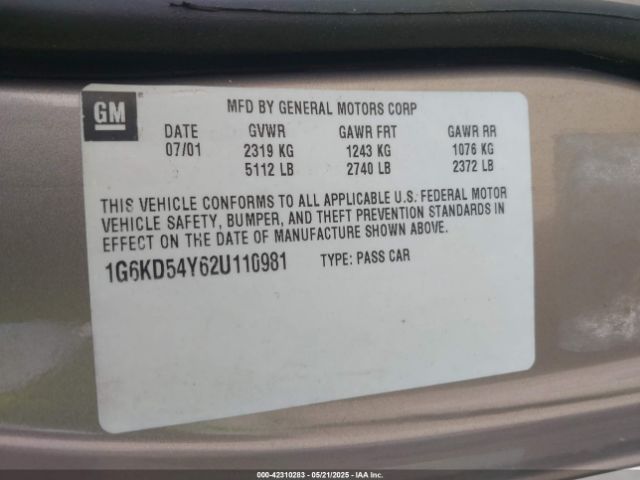 GM
MFD BY GENERAL MOTORS CORP
DATE GVWR GAWR FRT GAWR RR
07/01 2319 KG 1243 KG 1076 KG
5112 LB 2740 LB 2372 LB
THIS VEHICLE CONFORMS TO ALL APPLICABLE U.S. FEDERAL MOTOR
VEHICLE SAFETY, BUMPER, AND THEFT PREVENTION STANDARDS IN
EFFECT ON THE DATE OF MANUFACTURE SHOWN ABOVE.
1G6KD54Y62U110981 TYPE: PASS CAR
000-42310283 - 05/21/2025 - IAA Inc.